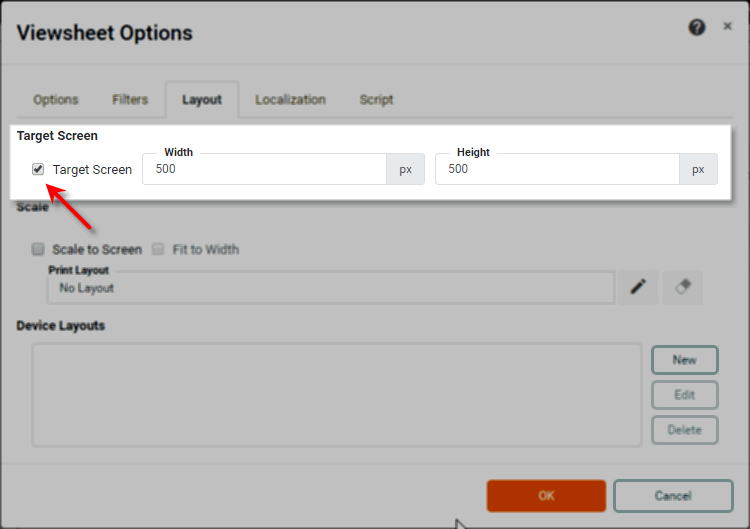 Viewsheet Options
Options Filters Layout Localization Script
Target Screen
Width Height
Target Screen 500 px 500 px
Scale
Scale to Screen Fit to Width
Print Layout
No Layout
Device Layouts
New
Edit
Delete
OK Cancel